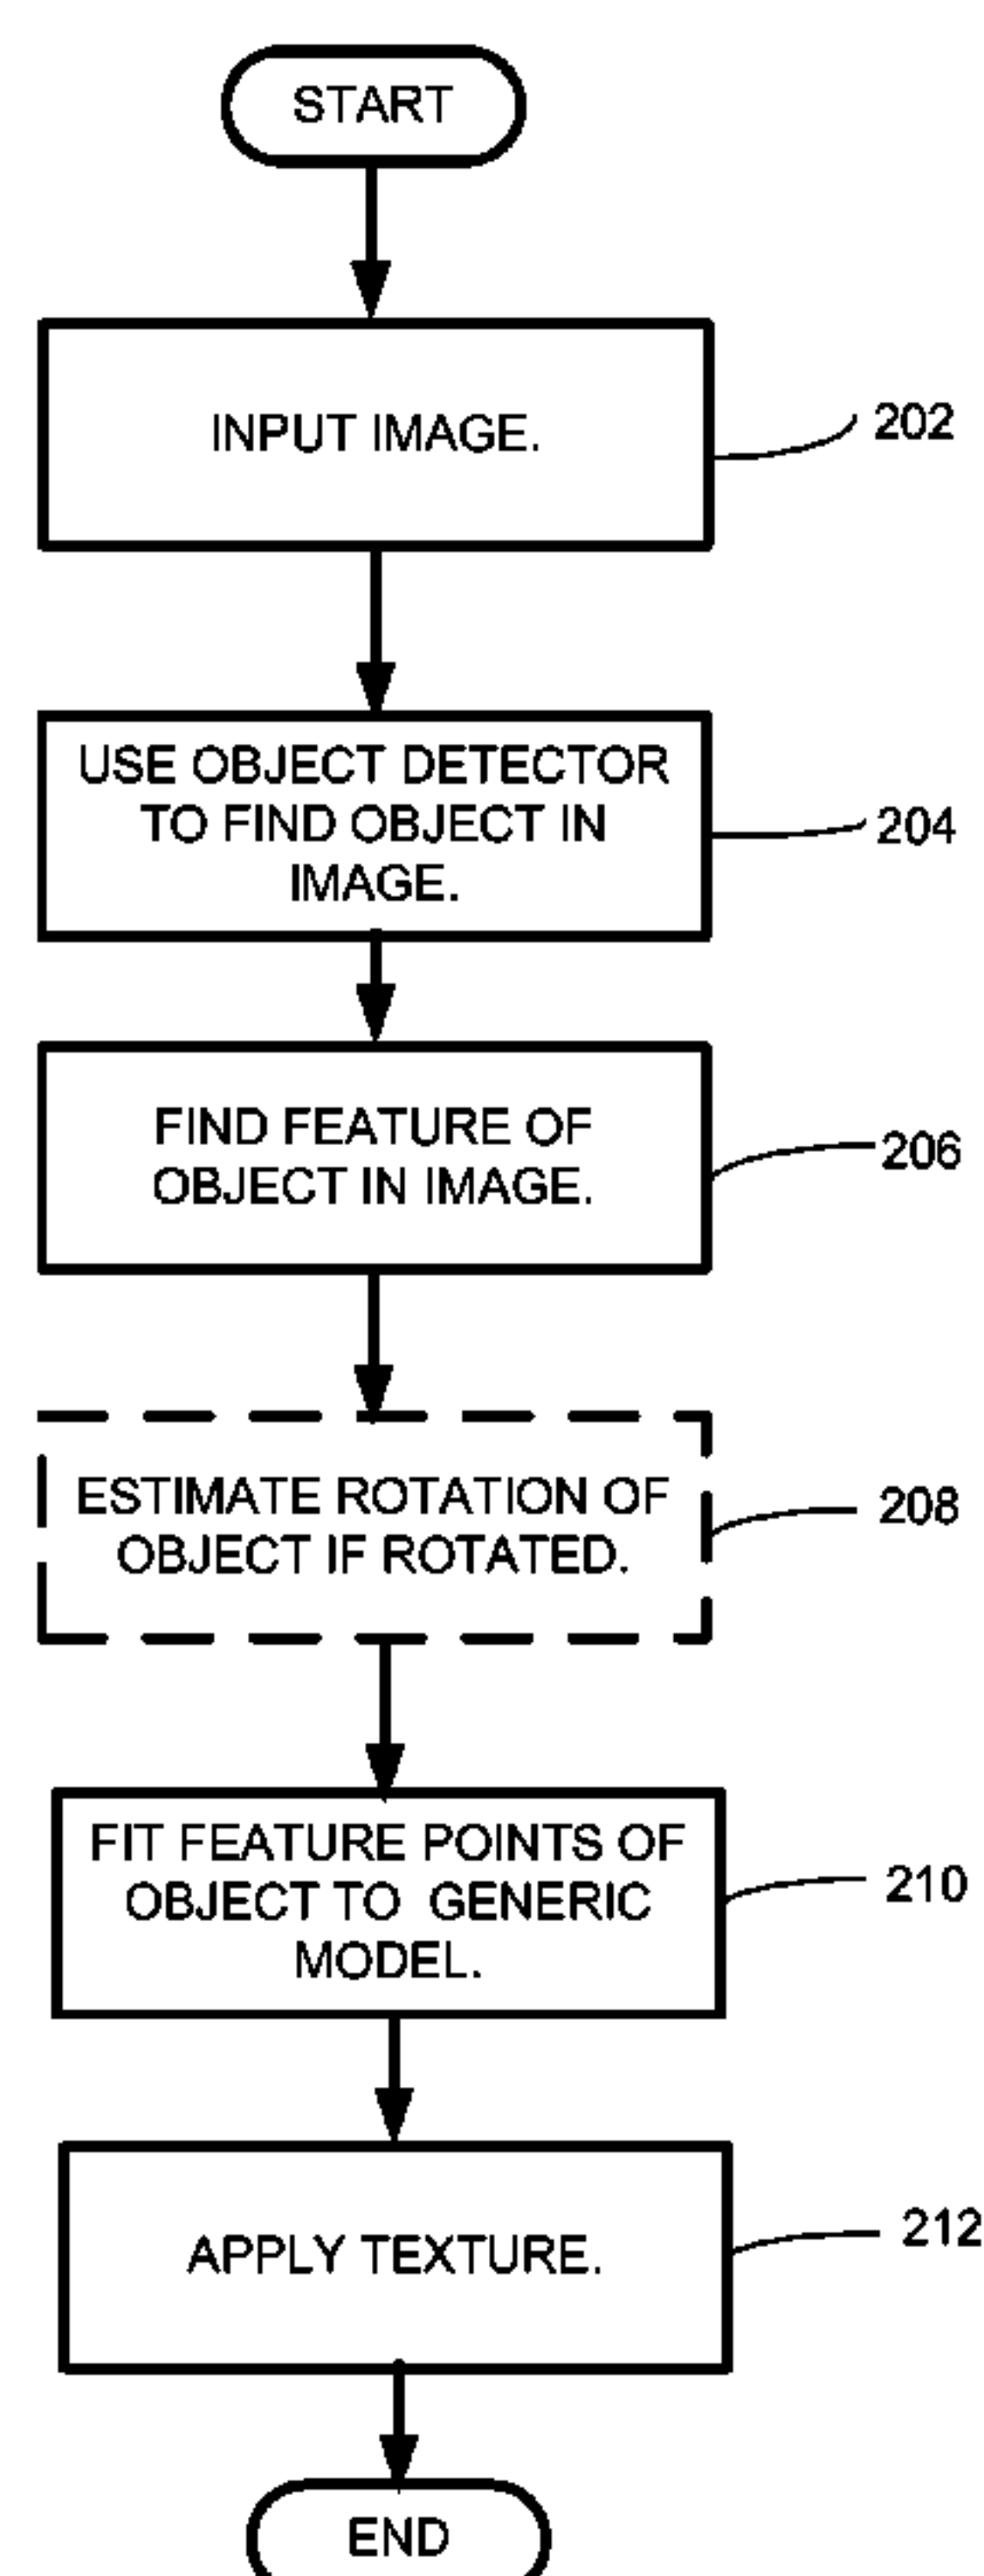 START
INPUT IMAGE.
202
USE OBJECT DETECTOR
TO FIND OBJECT IN
IMAGE.
204
FIND FEATURE OF
OBJECT IN IMAGE.
206
ESTIMATE ROTATION OF
OBJECT IF ROTATED.
208
FIT FEATURE POINTS OF
OBJECT TO GENERIC
MODEL.
210
APPLY TEXTURE.
212
END